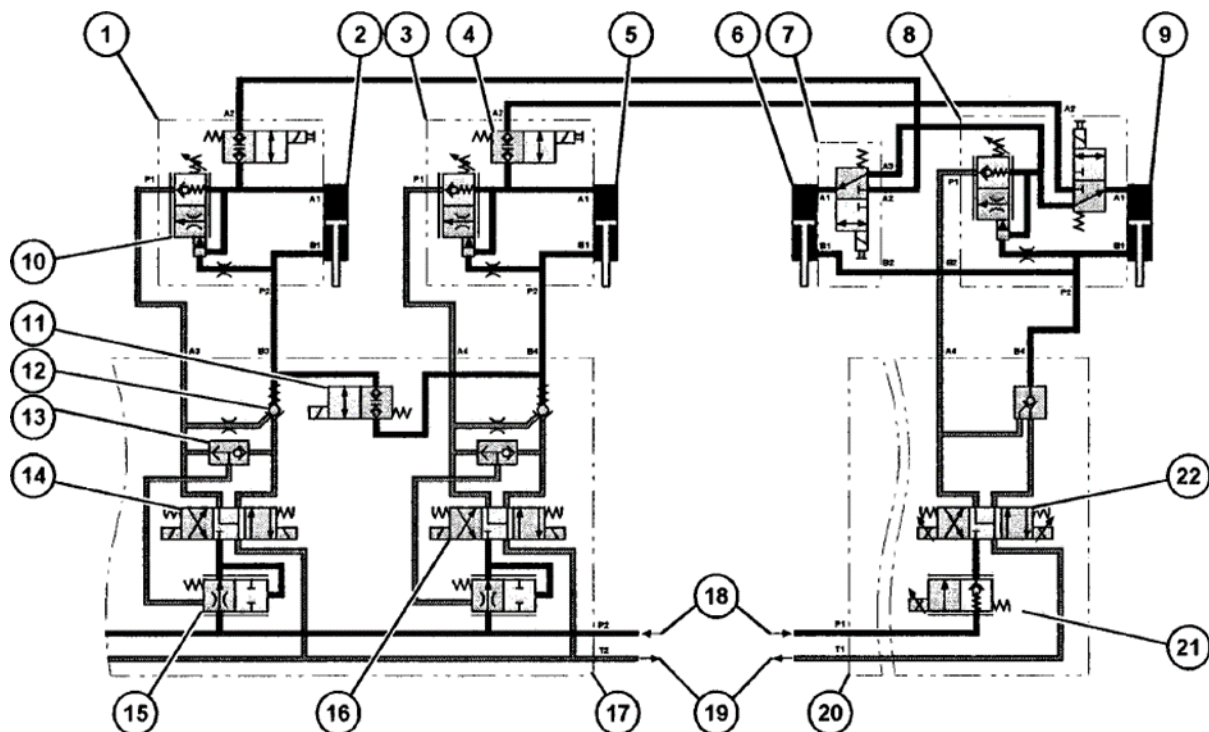 1 2 3 4 5 6 7 8 9
A2 A2 A2
P1 P1 A3 P1
A1 A1 A1 A2 A1
B1 B1 B1 B1
10
B2 B2
P2 P2 P2
11
A3 B3 A4 B4 A4 B4
12
13
14 22
18
P2 P1
21
T2 T1
15 16 17 19 20